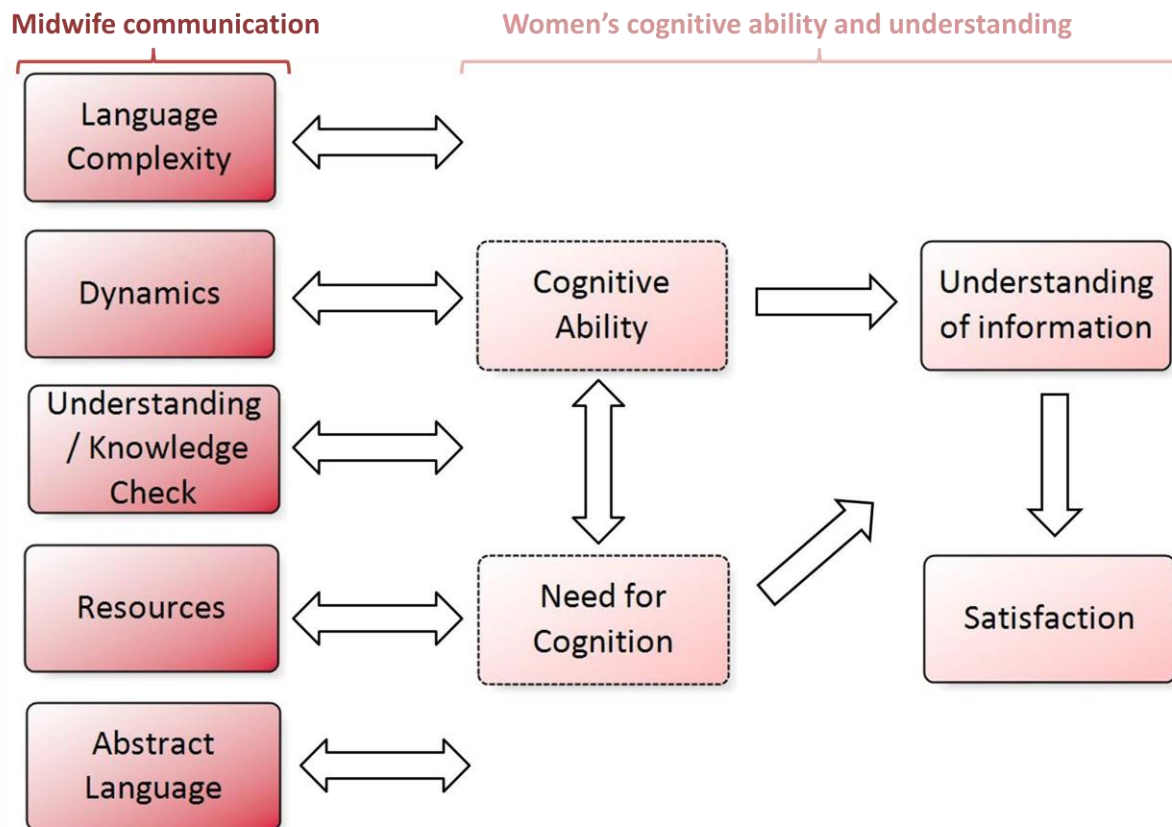 Midwife communication
Women's cognitive ability and understanding
Language
Complexity
Dynamics
Cognitive
Ability
Understanding
of information
Understanding
/ Knowledge
Check
Resources
Need for
Cognition
Satisfaction
Abstract
Language